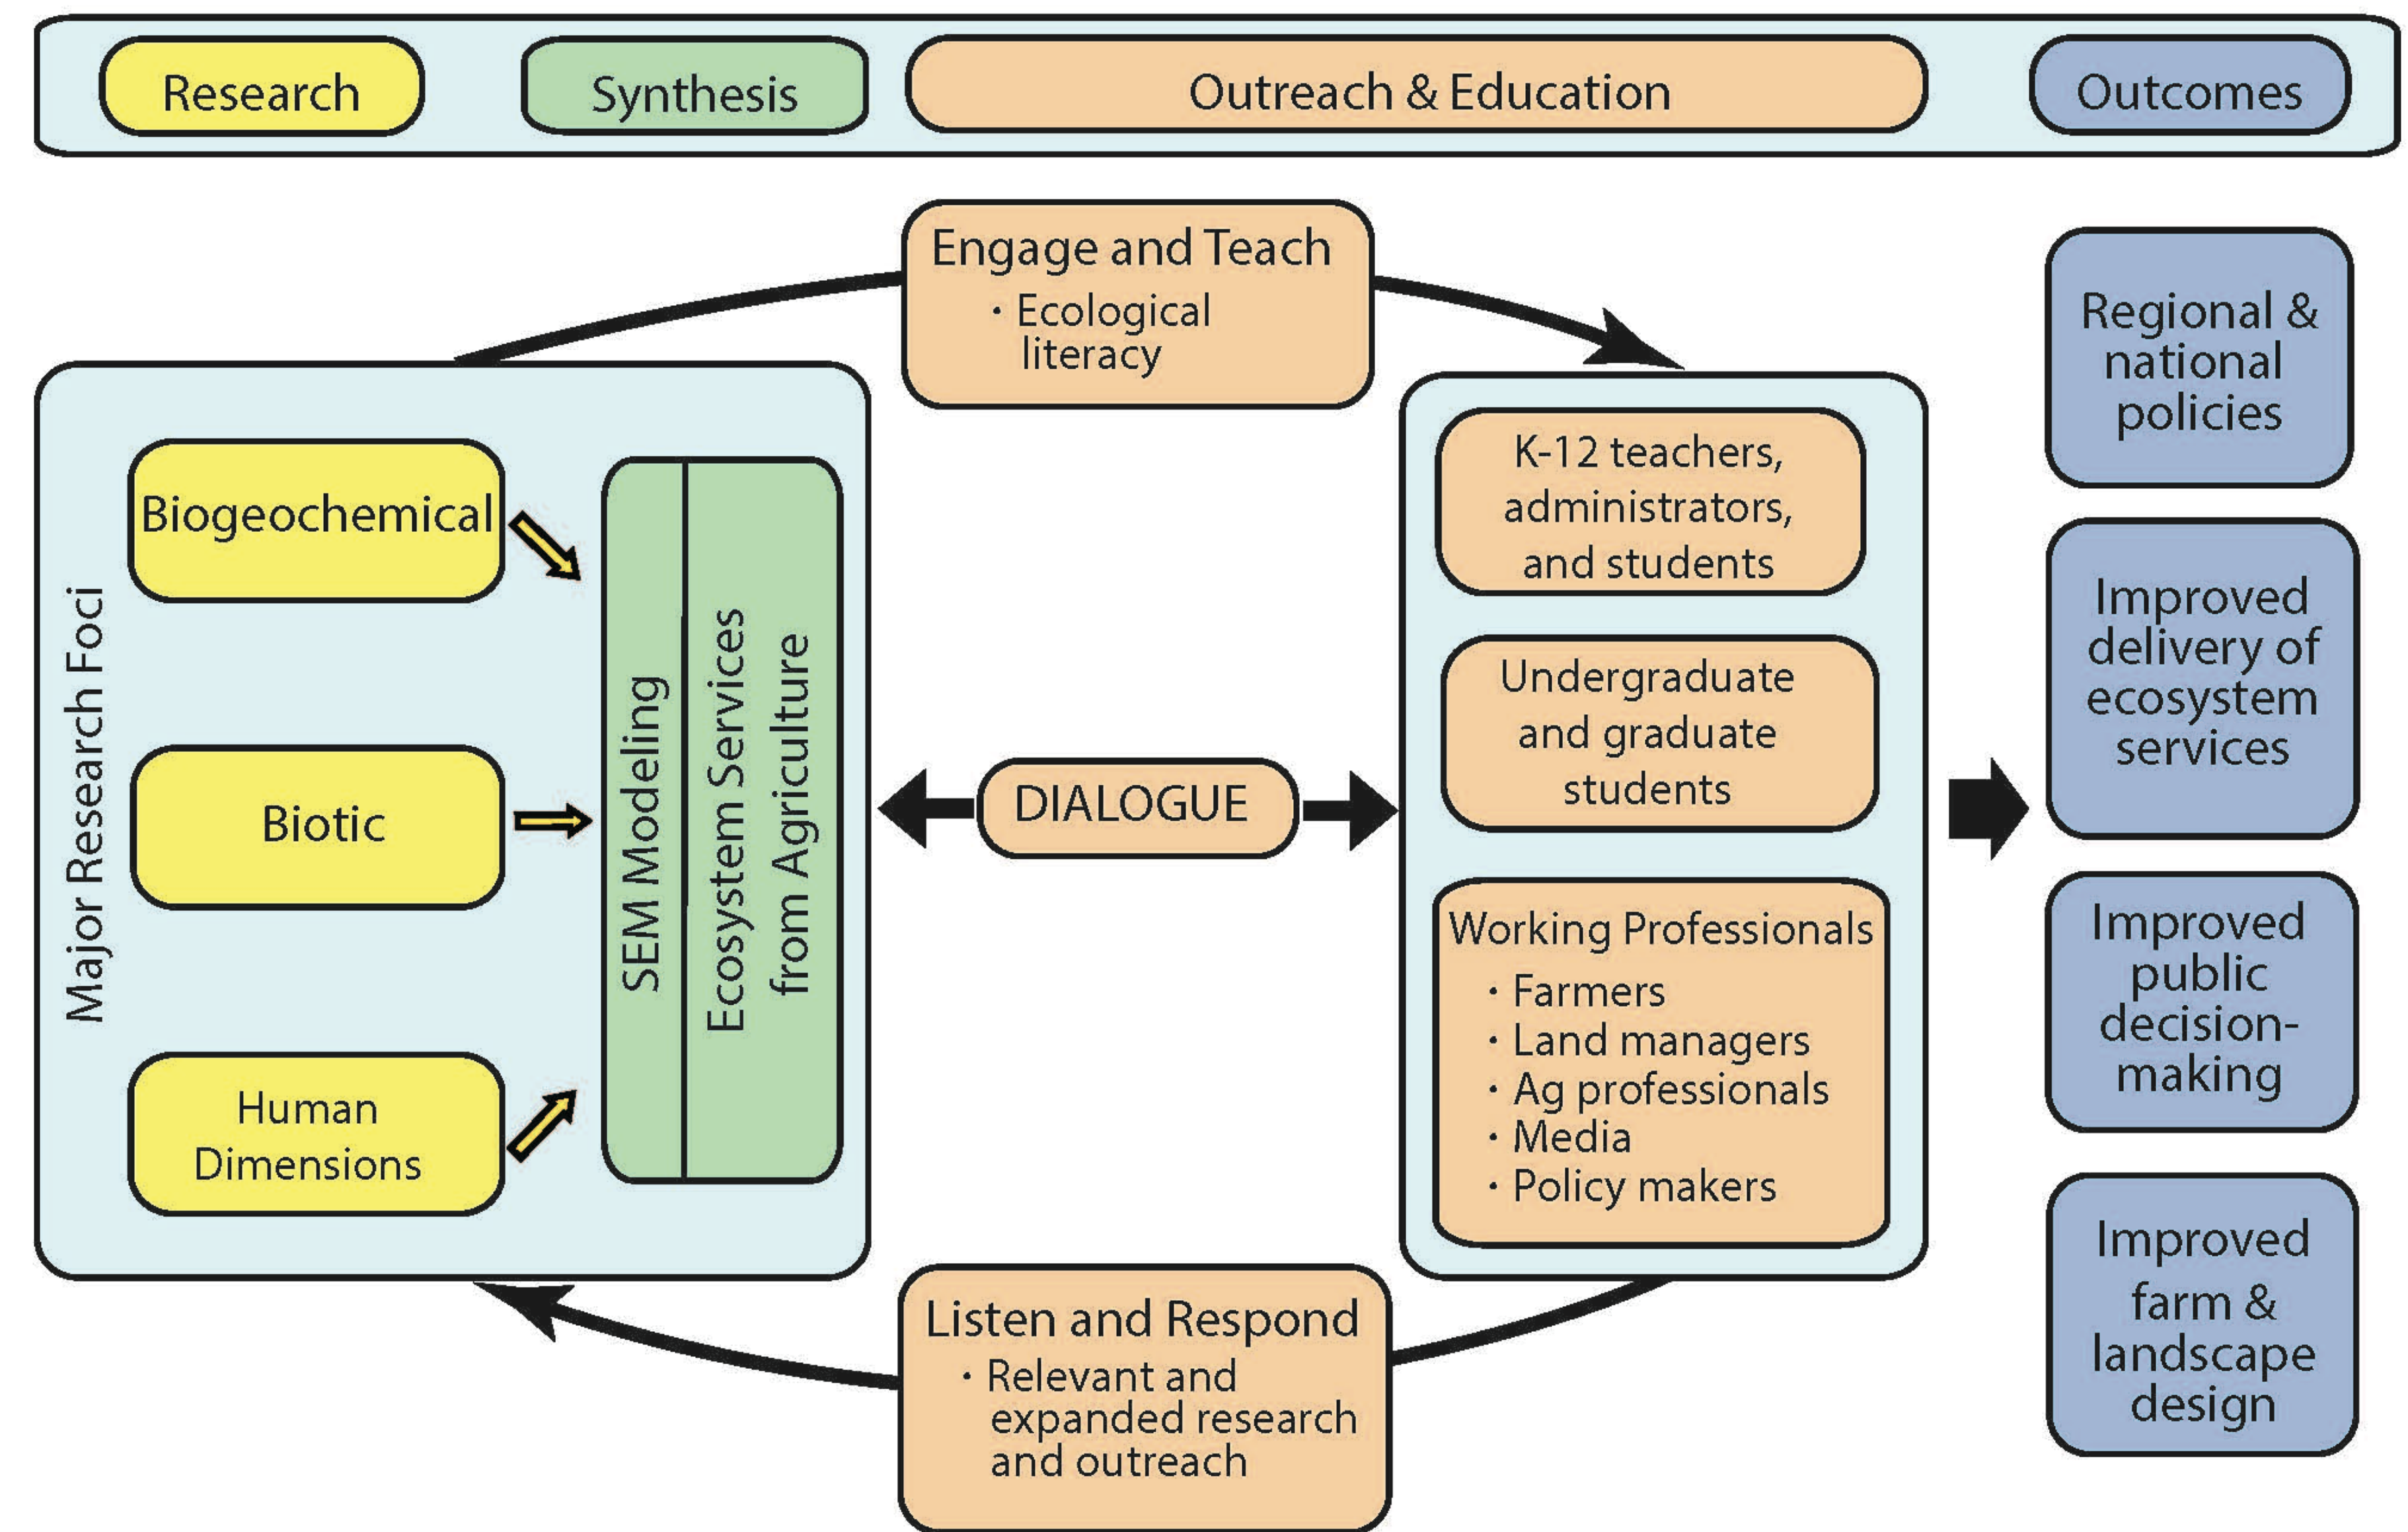 Research
Synthesis
Outreach & Education
Outcomes
Engage and Teach
· Ecological
literacy
Major Research Foci
Biogeochemical
Biotic
Human
Dimensions
SEM Modeling
Ecosystem Services
from Agriculture
DIALOGUE
K-12 teachers,
administrators,
and students
Undergraduate
and graduate
students
Working Professionals
· Farmers
· Land managers
· Ag professionals
· Media
· Policy makers
Listen and Respond
· Relevant and
expanded research
and outreach
Regional &
national
policies
Improved
delivery of
ecosystem
services
Improved
public
decision-
making
Improved
farm &
landscape
design